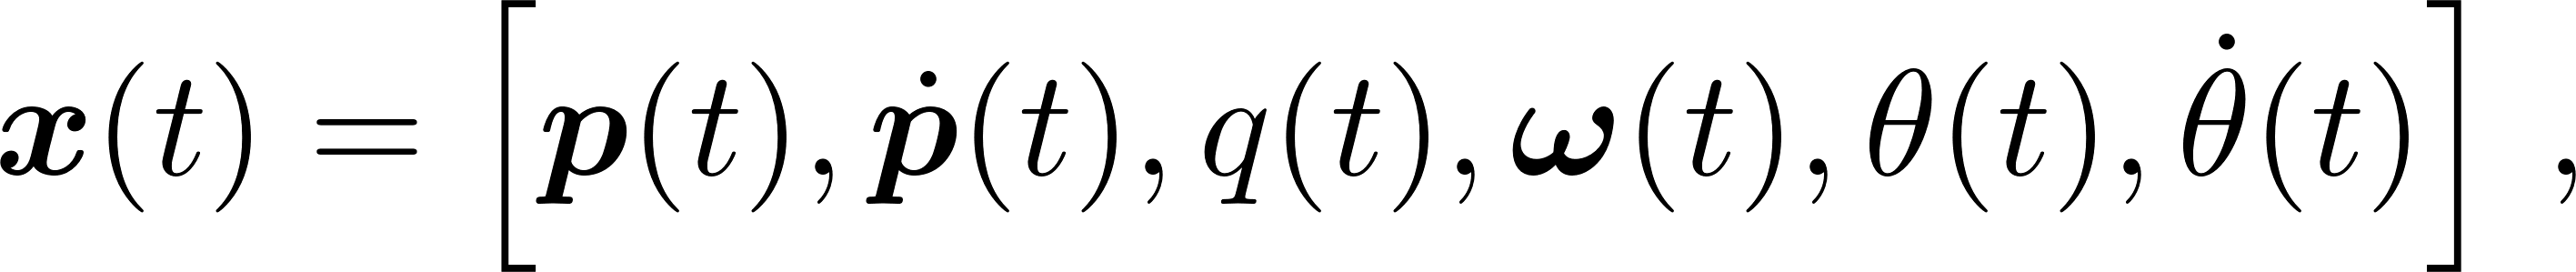 𝒙(t) = [𝒑(t), 𝒑̇(t), q(t), 𝝎(t), θ(t), θ̇(t)] ,